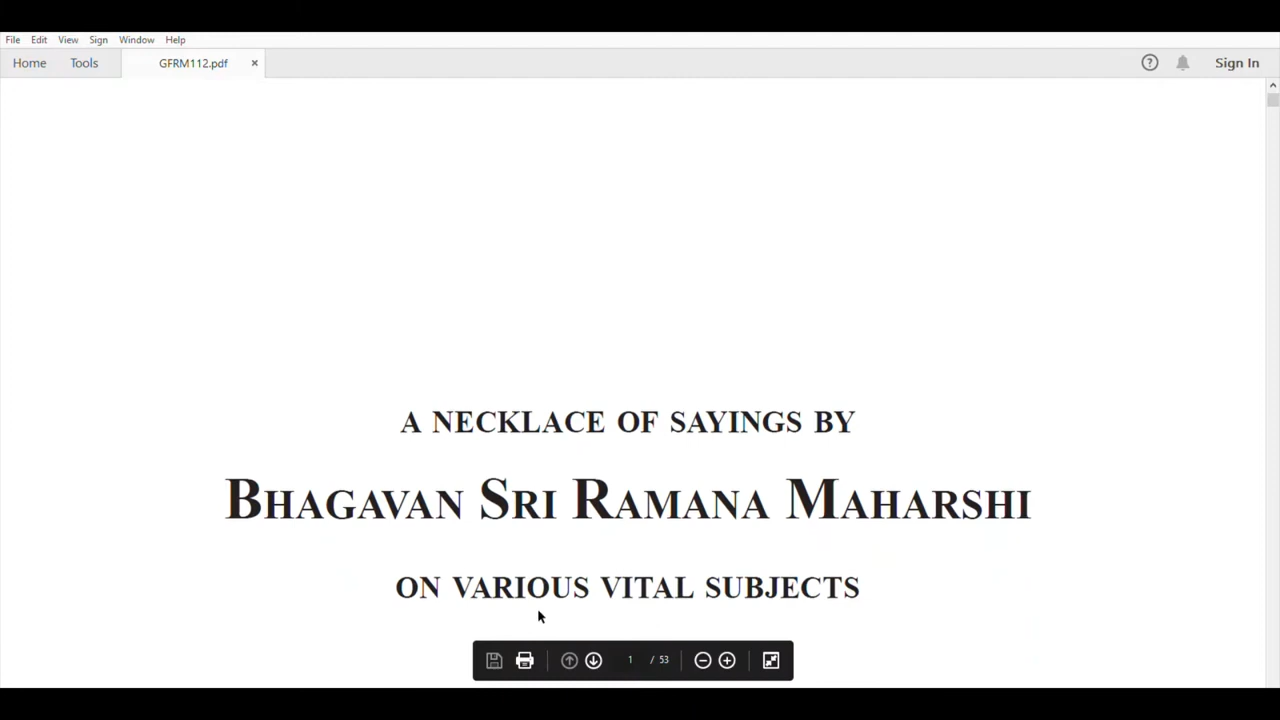 File Edit View Sign Window Help
Home Tools GFRM112.pdf × ? Sign In
A NECKLACE OF SAYINGS BY
BHAGAVAN SRI RAMANA MAHARSHI
ON VARIOUS VITAL SUBJECTS
1 / 53